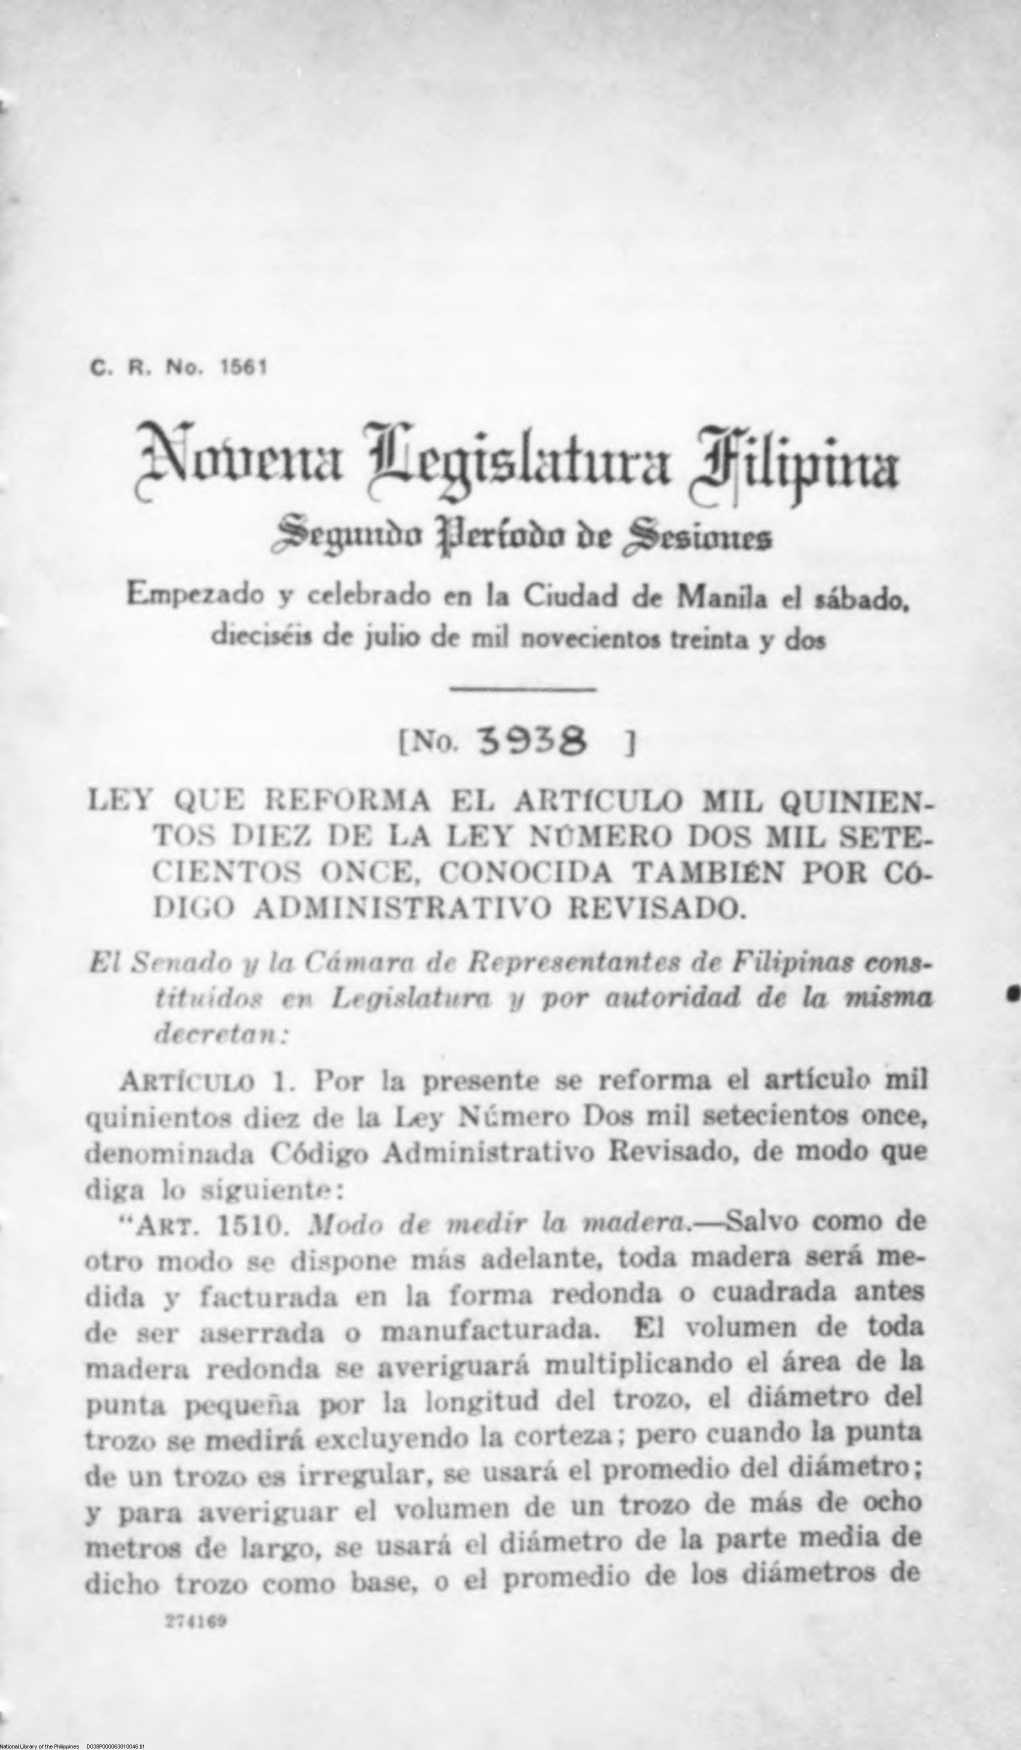 C. R. No. 1561
Novena Legislatura Filipina
Segundo Período de Sesiones
Empezado y celebrado en la Ciudad de Manila el sábado,
dieciséis de julio de mil novecientos treinta y dos
[No. 3938 ]
LEY QUE REFORMA EL ARTÍCULO MIL QUINIEN-
TOS DIEZ DE LA LEY NÚMERO DOS MIL SETE-
CIENTOS ONCE, CONOCIDA TAMBIÉN POR CÓ-
DIGO ADMINISTRATIVO REVISADO.
El Senado y la Cámara de Representantes de Filipinas cons-
tituídos en Legislatura y por autoridad de la misma
decretan:
ARTÍCULO 1. Por la presente se reforma el artículo mil
quinientos diez de la Ley Número Dos mil setecientos once,
denominada Código Administrativo Revisado, de modo que
diga lo siguiente:
"ART. 1510. Modo de medir la madera.—Salvo como de
otro modo se dispone más adelante, toda madera será me-
dida y facturada en la forma redonda o cuadrada antes
de ser aserrada o manufacturada. El volumen de toda
madera redonda se averiguará multiplicando el área de la
punta pequeña por la longitud del trozo, el diámetro del
trozo se medirá excluyendo la corteza; pero cuando la punta
de un trozo es irregular, se usará el promedio del diámetro;
y para averiguar el volumen de un trozo de más de ocho
metros de largo, se usará el diámetro de la parte media de
dicho trozo como base, o el promedio de los diámetros de
274169
National Library of the Philippines